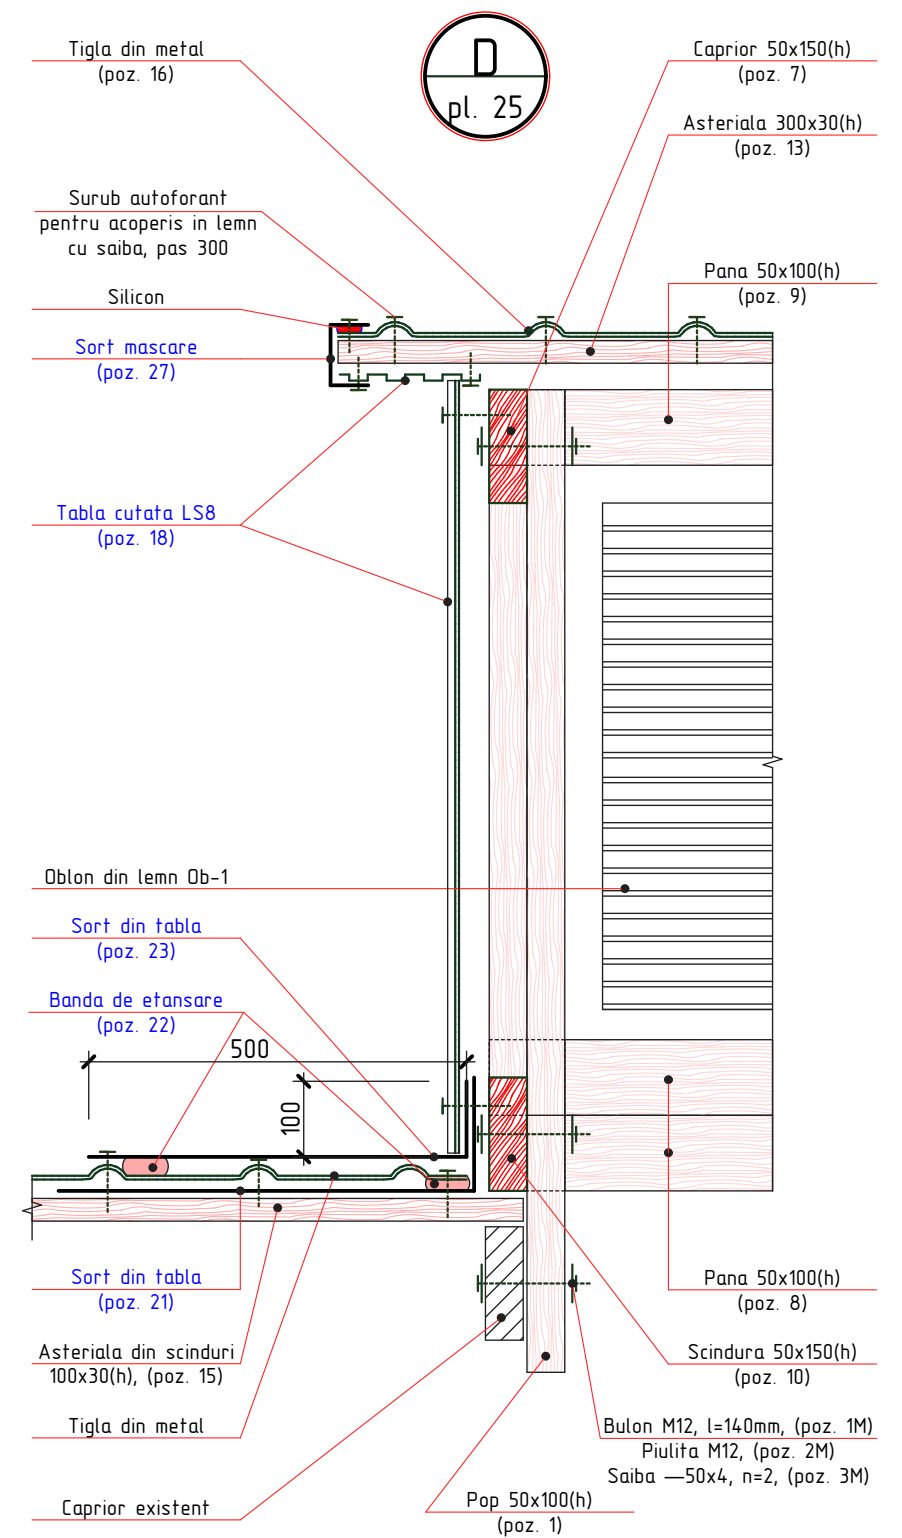 D
pl. 25
Tigla din metal
(poz. 16)
Caprior 50x150(h)
(poz. 7)
Asteriala 300x30(h)
(poz. 13)
Surub autoforant
pentru acoperis in lemn
cu saiba, pas 300
Pana 50x100(h)
(poz. 9)
Silicon
Sort mascare
(poz. 27)
Tabla cutata LS8
(poz. 18)
Oblon din lemn Ob-1
Sort din tabla
(poz. 23)
Banda de etansare
(poz. 22)
500
100
Sort din tabla
(poz. 21)
Pana 50x100(h)
(poz. 8)
Asteriala din scinduri
100x30(h), (poz. 15)
Scindura 50x150(h)
(poz. 10)
Tigla din metal
Bulon M12, l=140mm, (poz. 1M)
Piulita M12, (poz. 2M)
Saiba —50x4, n=2, (poz. 3M)
Caprior existent
Pop 50x100(h)
(poz. 1)